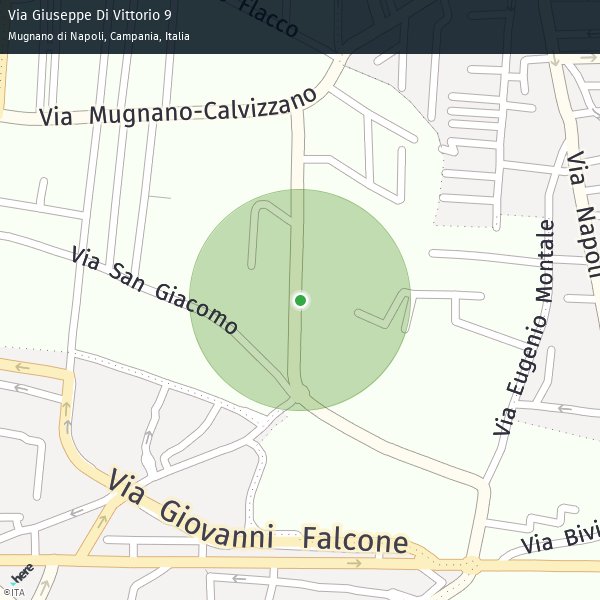 Via Giuseppe Di Vittorio 9
Mugnano di Napoli, Campania, Italia
Flacco
Via Mugnano-Calvizzano
Via Napoli
Via San Giacomo
Via Eugenio Montale
Via Giovanni Falcone
Via Bivi
here
©ITA